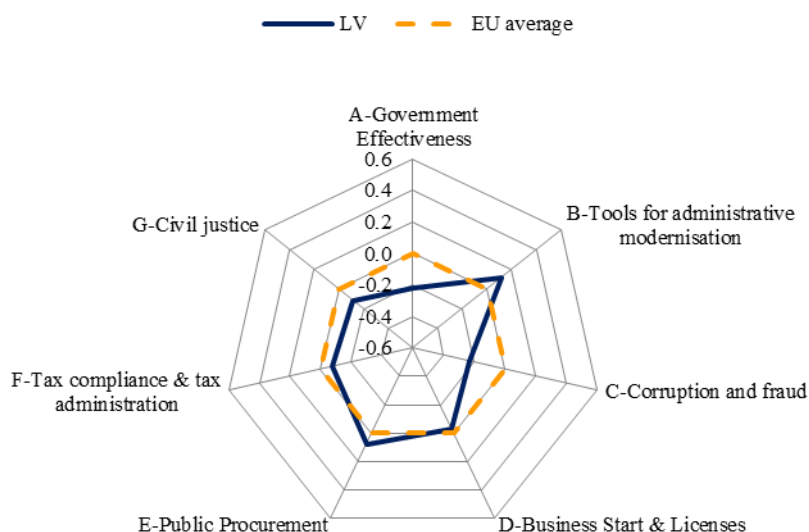 LV EU average
A-Government
Effectiveness
0.6
0.4
0.2
0.0
-0.2
-0.4
-0.6
B-Tools for administrative
modernisation
C-Corruption and fraud
D-Business Start & Licenses
E-Public Procurement
F-Tax compliance & tax
administration
G-Civil justice